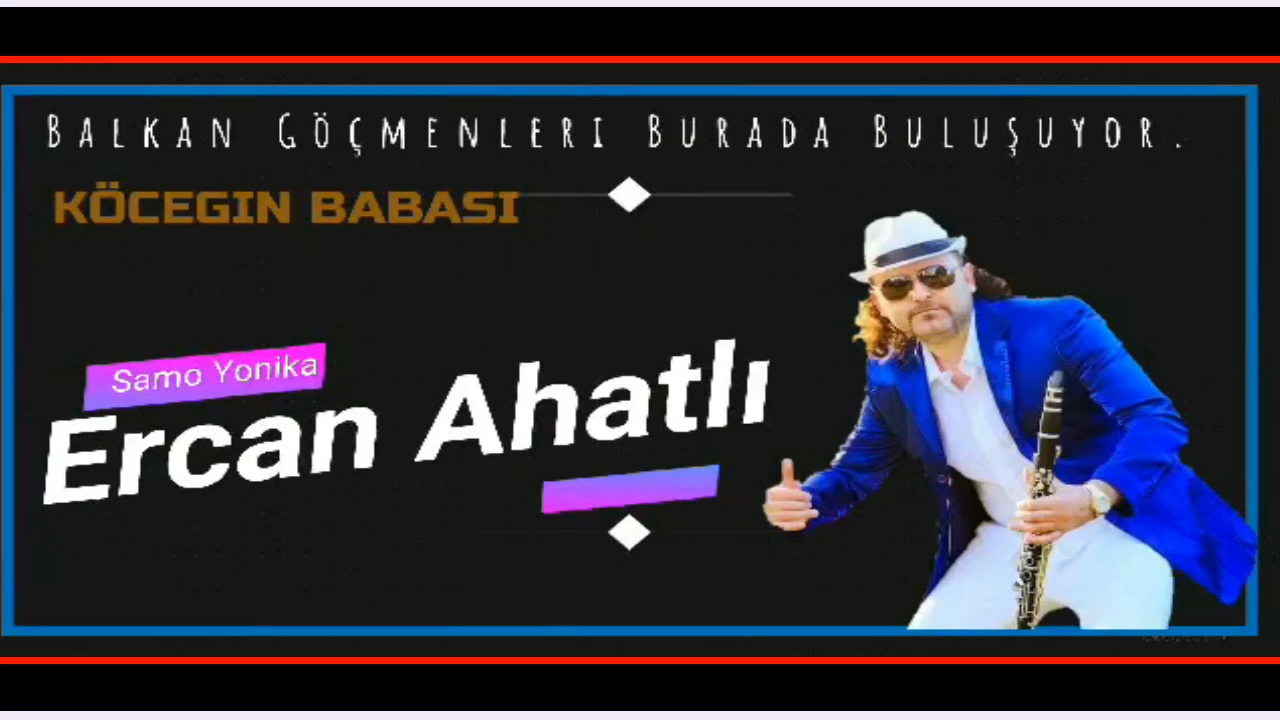 Balkan Göçmenleri Burada Buluşuyor.
KÖCEGIN BABASI
Samo Yonika
Ercan Ahatlı